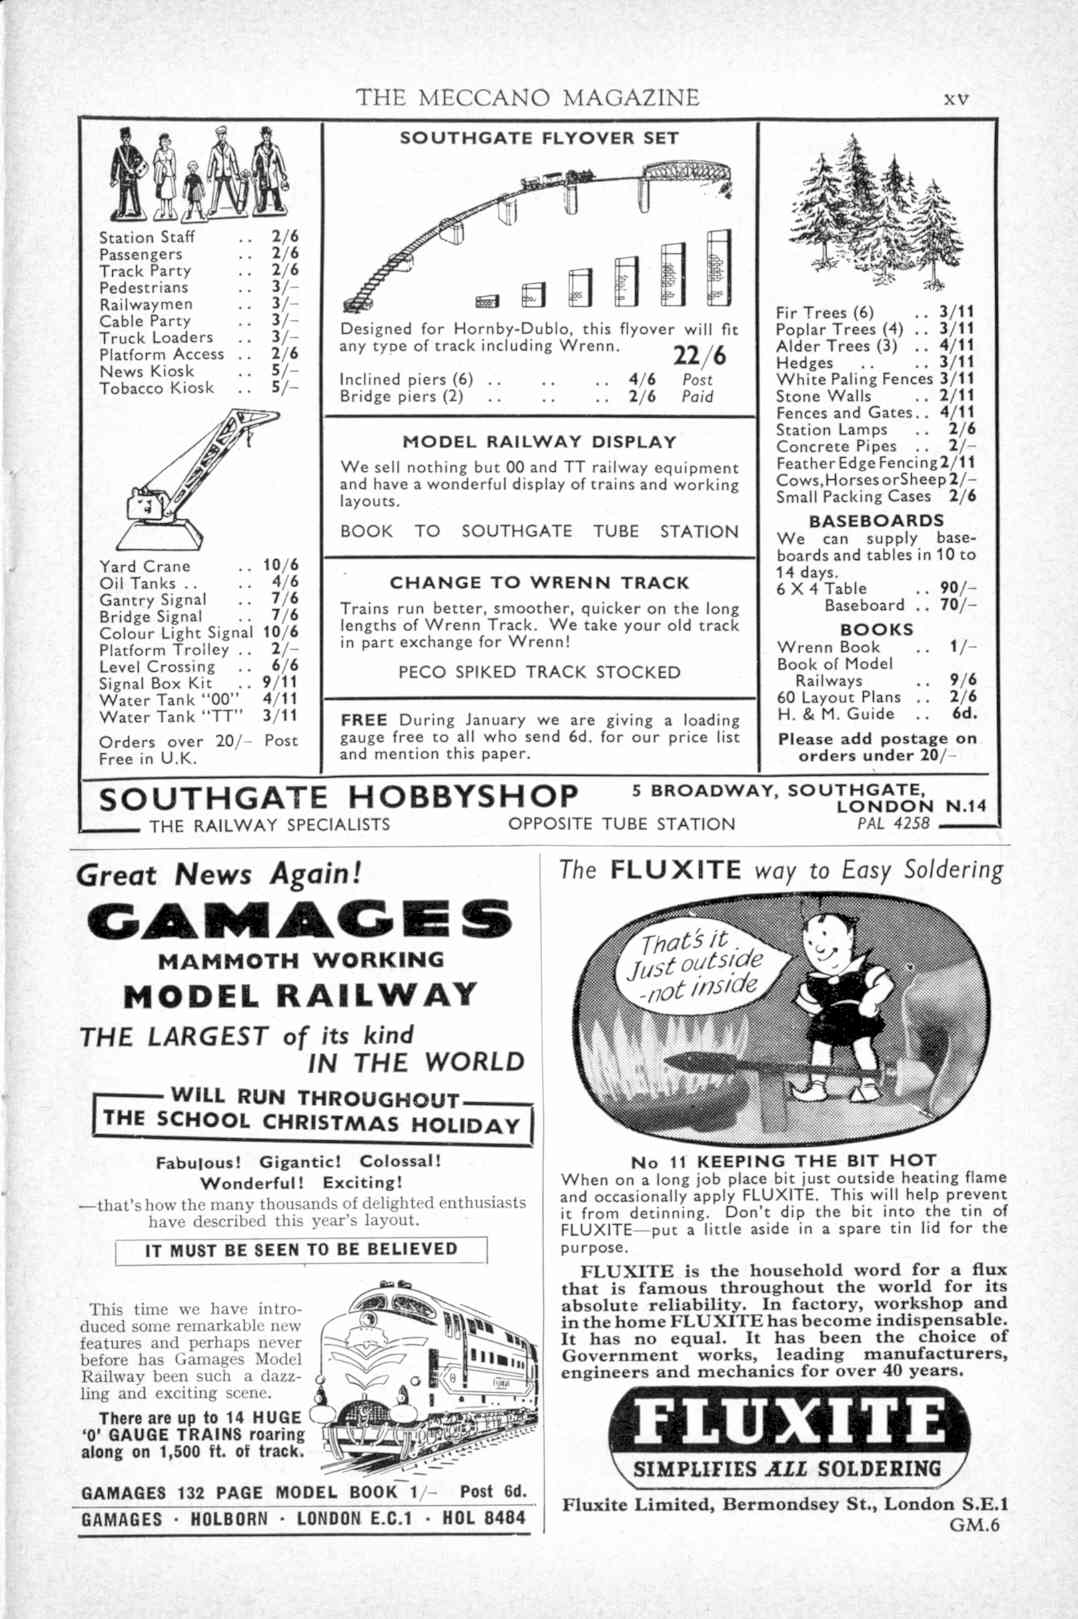 THE MECCANO MAGAZINE xv
Station Staff .. 2/6
Passengers .. 2/6
Track Party .. 2/6
Pedestrians .. 3/–
Railwaymen .. 3/–
Cable Party .. 3/–
Truck Loaders .. 3/–
Platform Access .. 2/6
News Kiosk .. 5/–
Tobacco Kiosk .. 5/–
Yard Crane .. 10/6
Oil Tanks .. .. 4/6
Gantry Signal .. 7/6
Bridge Signal .. 7/6
Colour Light Signal 10/6
Platform Trolley .. 2/–
Level Crossing .. 6/6
Signal Box Kit .. 9/11
Water Tank "00" 4/11
Water Tank "TT" 3/11
Orders over 20/– Post
Free in U.K.
SOUTHGATE FLYOVER SET
Designed for Hornby-Dublo, this flyover will fit
any type of track including Wrenn. 22/6
Inclined piers (6) .. .. .. 4/6 Post
Bridge piers (2) .. .. .. 2/6 Paid
MODEL RAILWAY DISPLAY
We sell nothing but 00 and TT railway equipment
and have a wonderful display of trains and working
layouts.
BOOK TO SOUTHGATE TUBE STATION
CHANGE TO WRENN TRACK
Trains run better, smoother, quicker on the long
lengths of Wrenn Track. We take your old track
in part exchange for Wrenn!
PECO SPIKED TRACK STOCKED
FREE During January we are giving a loading
gauge free to all who send 6d. for our price list
and mention this paper.
Fir Trees (6) .. 3/11
Poplar Trees (4) .. 3/11
Alder Trees (3) .. 4/11
Hedges .. .. 3/11
White Paling Fences 3/11
Stone Walls .. 2/11
Fences and Gates.. 4/11
Station Lamps .. 2/6
Concrete Pipes .. 2/–
Feather Edge Fencing 2/11
Cows, Horses or Sheep 2/–
Small Packing Cases 2/6
BASEBOARDS
We can supply base-
boards and tables in 10 to
14 days.
6 X 4 Table .. 90/–
Baseboard .. 70/–
BOOKS
Wrenn Book .. 1/–
Book of Model
Railways .. 9/6
60 Layout Plans .. 2/6
H. & M. Guide .. 6d.
Please add postage on
orders under 20/–
SOUTHGATE HOBBYSHOP 5 BROADWAY, SOUTHGATE,
LONDON N.14
THE RAILWAY SPECIALISTS OPPOSITE TUBE STATION PAL 4258
Great News Again!
GAMAGES
MAMMOTH WORKING
MODEL RAILWAY
THE LARGEST of its kind
IN THE WORLD
WILL RUN THROUGHOUT
THE SCHOOL CHRISTMAS HOLIDAY
Fabulous! Gigantic! Colossal!
Wonderful! Exciting!
—that's how the many thousands of delighted enthusiasts
have described this year's layout.
IT MUST BE SEEN TO BE BELIEVED
This time we have intro-
duced some remarkable new
features and perhaps never
before has Gamages Model
Railway been such a dazz-
ling and exciting scene.
There are up to 14 HUGE
'O' GAUGE TRAINS roaring
along on 1,500 ft. of track.
GAMAGES 132 PAGE MODEL BOOK 1/– Post 6d.
GAMAGES · HOLBORN · LONDON E.C.1 · HOL 8484
The FLUXITE way to Easy Soldering
That's it
Just outside
-not inside
No 11 KEEPING THE BIT HOT
When on a long job place bit just outside heating flame
and occasionally apply FLUXITE. This will help prevent
it from detinning. Don't dip the bit into the tin of
FLUXITE—put a little aside in a spare tin lid for the
purpose.
FLUXITE is the household word for a flux
that is famous throughout the world for its
absolute reliability. In factory, workshop and
in the home FLUXITE has become indispensable.
It has no equal. It has been the choice of
Government works, leading manufacturers,
engineers and mechanics for over 40 years.
FLUXITE
SIMPLIFIES ALL SOLDERING
Fluxite Limited, Bermondsey St., London S.E.1
GM.6